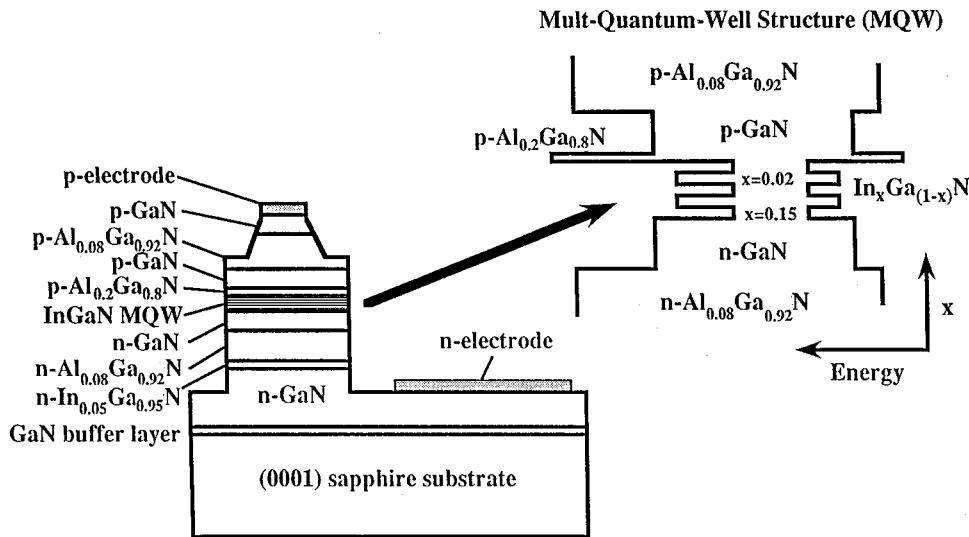 Mult-Quantum-Well Structure (MQW)
p-Al0.08Ga0.92N
p-GaN
p-Al0.2Ga0.8N
x=0.02
InxGa(1-x)N
x=0.15
n-GaN
n-Al0.08Ga0.92N
x
Energy
p-electrode
p-GaN
p-Al0.08Ga0.92N
p-GaN
p-Al0.2Ga0.8N
InGaN MQW
n-GaN
n-Al0.08Ga0.92N
n-In0.05Ga0.95N
n-electrode
n-GaN
GaN buffer layer
(0001) sapphire substrate